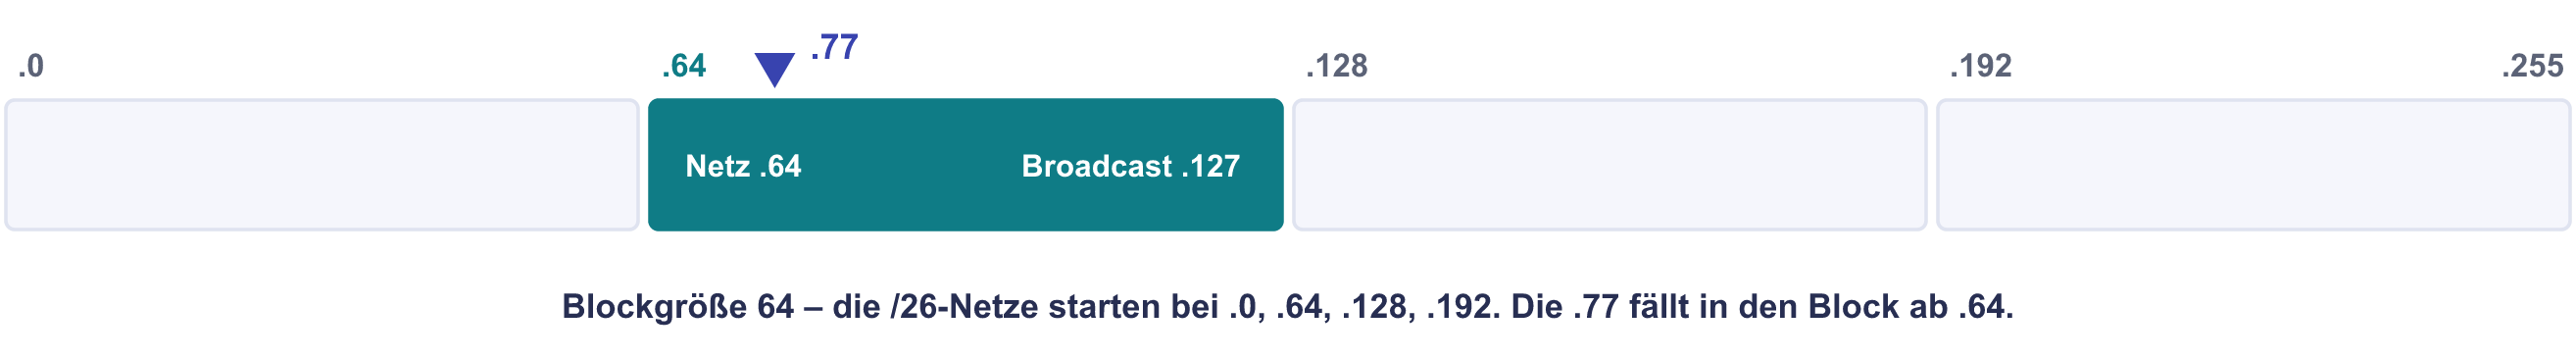 .0 .64 .77 .128 .192 .255
Netz .64 Broadcast .127
Blockgröße 64 – die /26-Netze starten bei .0, .64, .128, .192. Die .77 fällt in den Block ab .64.